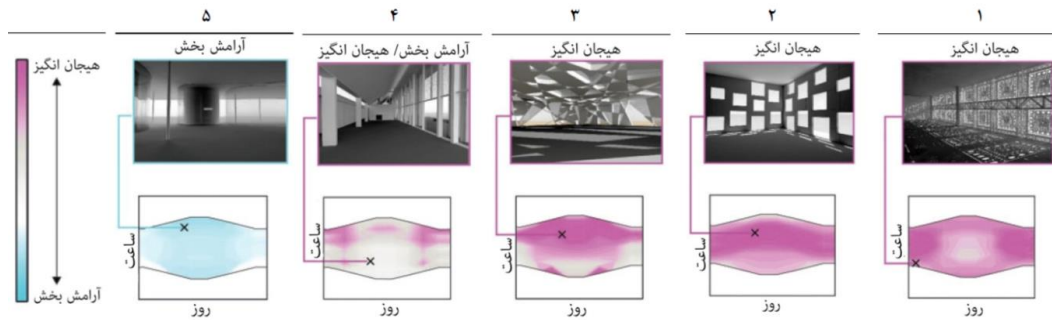 ۱ ۲ ۳ ۴ ۵
هیجان انگیز هیجان انگیز هیجان انگیز آرامش بخش/ هیجان انگیز آرامش بخش
هیجان انگیز
ساعت ساعت ساعت ساعت ساعت
آرامش بخش
روز روز روز روز روز